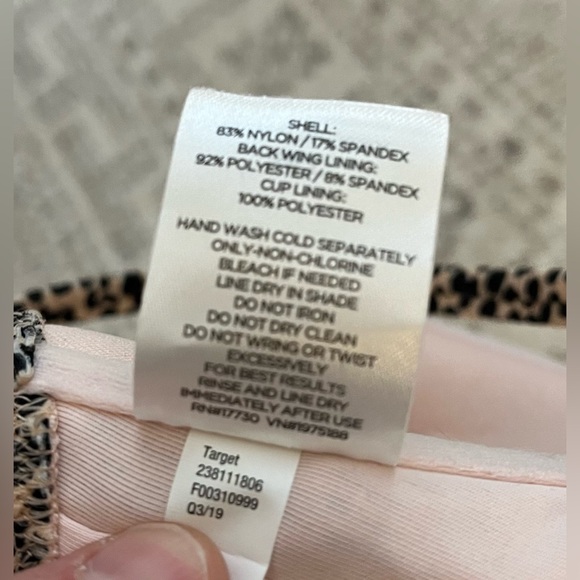 SHELL:
83% NYLON / 17% SPANDEX
BACK WING LINING:
92% POLYESTER / 8% SPANDEX
CUP LINING:
100% POLYESTER
HAND WASH COLD SEPARATELY
ONLY-NON-CHLORINE
BLEACH IF NEEDED
LINE DRY IN SHADE
DO NOT IRON
DO NOT DRY CLEAN
DO NOT WRING OR TWIST
EXCESSIVELY
FOR BEST RESULTS
RINSE AND LINE DRY
IMMEDIATELY AFTER USE
RN#17730 VN#1975188
Target
238111806
F00310999
Q3/19